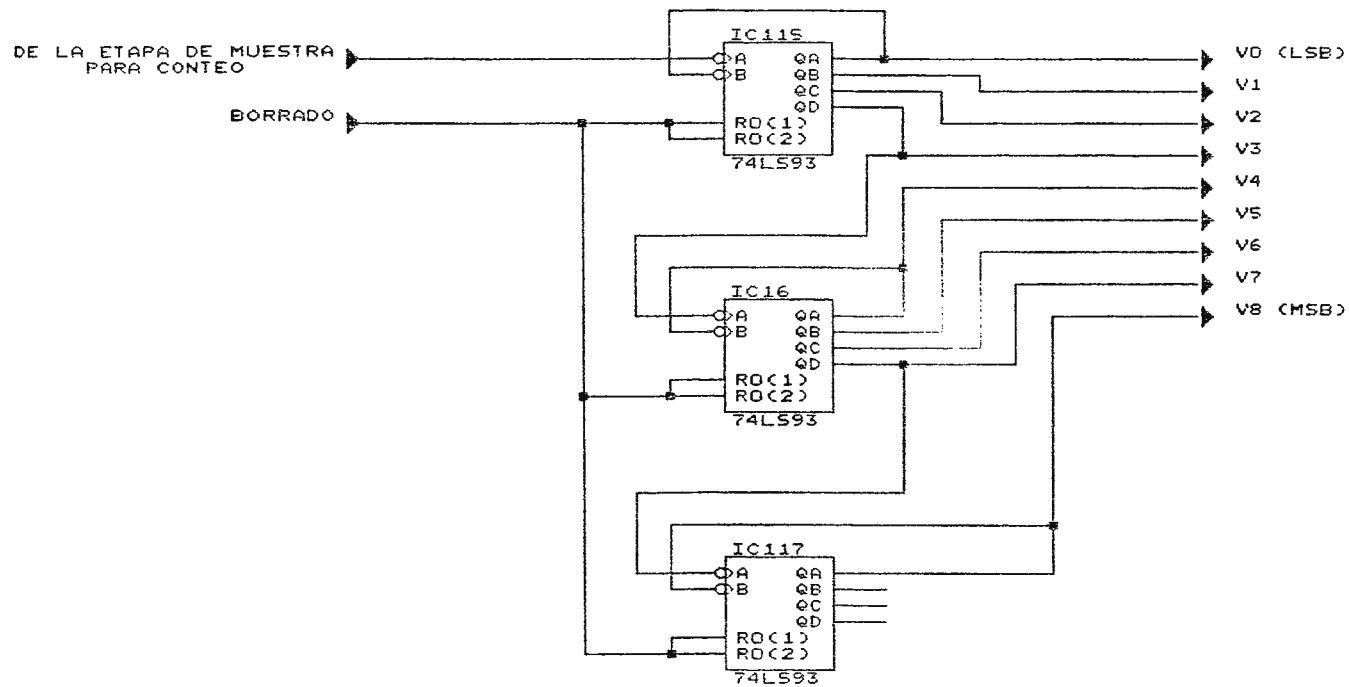 DE LA ETAPA DE MUESTRA
PARA CONTEO
BORRADO
IC115
A QA
B QB
QC
QD
RO(1)
RO(2)
74LS93
V0 (LSB)
V1
V2
V3
V4
V5
V6
V7
V8 (MSB)
IC16
A QA
B QB
QC
QD
RO(1)
RO(2)
74LS93
IC117
A QA
B QB
QC
QD
RO(1)
RO(2)
74LS93